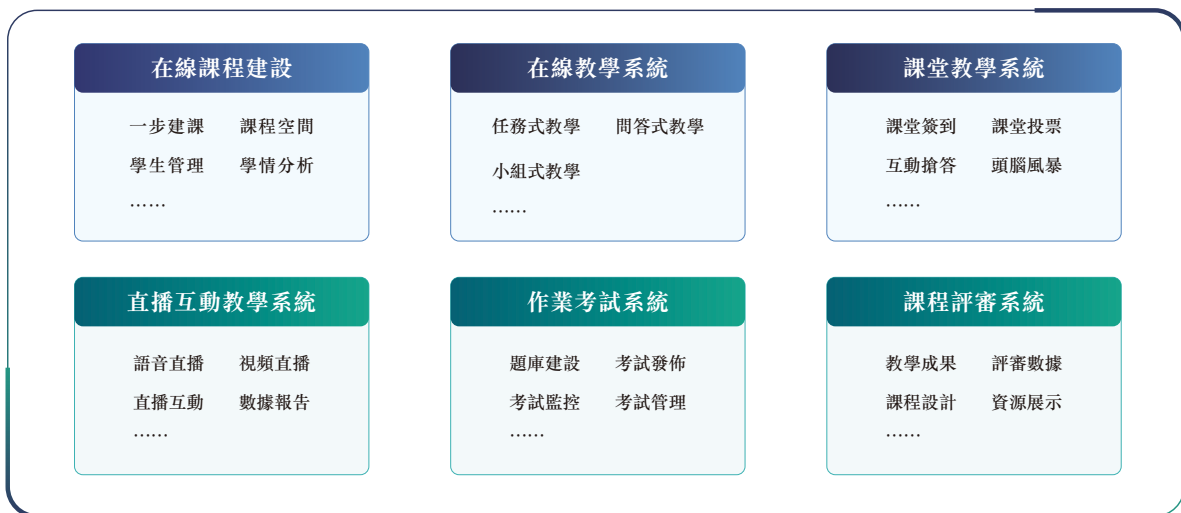 在線課程建設
一步建課 課程空間
學生管理 學情分析
……
在線教學系統
任務式教學 問答式教學
小組式教學
……
課堂教學系統
課堂簽到 課堂投票
互動搶答 頭腦風暴
……
直播互動教學系統
語音直播 視頻直播
直播互動 數據報告
……
作業考試系統
題庫建設 考試發佈
考試監控 考試管理
……
課程評審系統
教學成果 評審數據
課程設計 資源展示
……